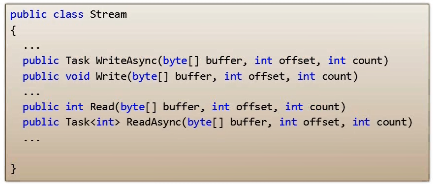 public class Stream
{
...
public Task WriteAsync(byte[] buffer, int offset, int count)
public void Write(byte[] buffer, int offset, int count)
...
public int Read(byte[] buffer, int offset, int count)
public Task<int> ReadAsync(byte[] buffer, int offset, int count)
...
}